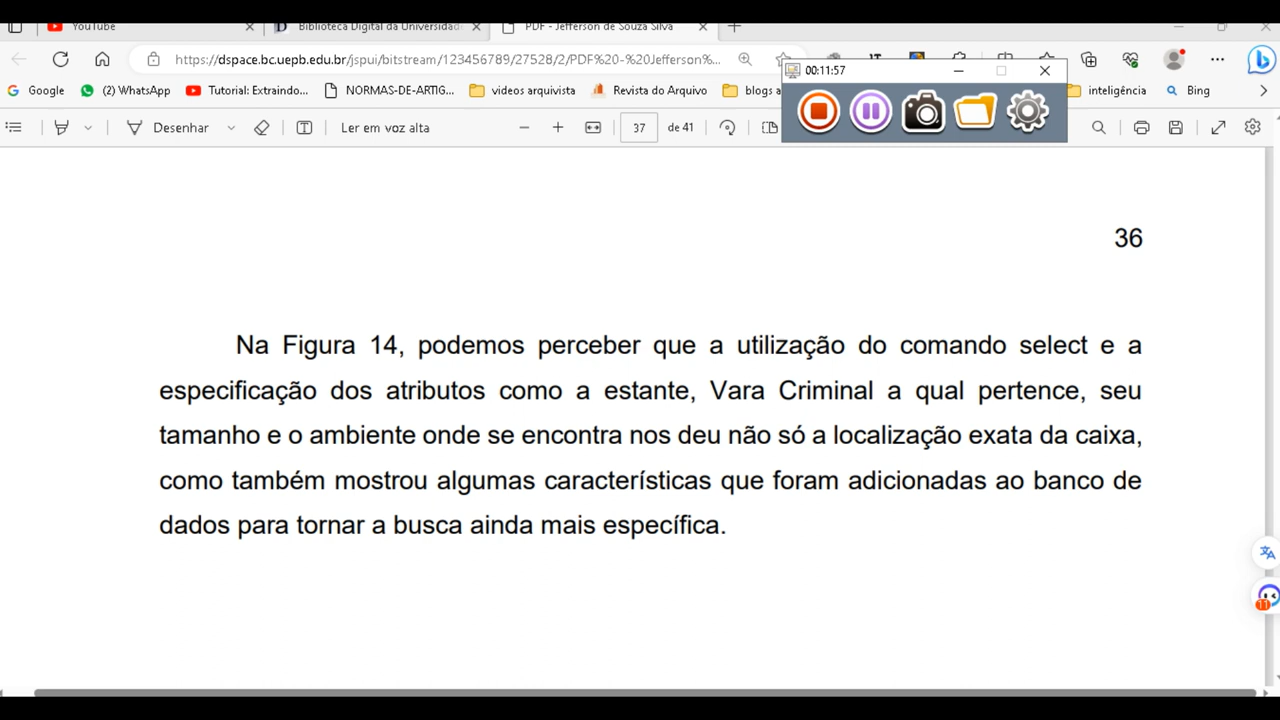 YouTube
Biblioteca Digital da Universidade
PDF - Jefferson de Souza Silva
https://dspace.bc.uepb.edu.br/jspui/bitstream/123456789/27528/2/PDF%20-%20Jefferson%...
00:11:57
Google
(2) WhatsApp
Tutorial: Extraindo...
NORMAS-DE-ARTIG...
videos arquivista
Revista do Arquivo
blogs a
inteligência
Bing
Desenhar
Ler em voz alta
37 de 41
36
Na Figura 14, podemos perceber que a utilização do comando select e a
especificação dos atributos como a estante, Vara Criminal a qual pertence, seu
tamanho e o ambiente onde se encontra nos deu não só a localização exata da caixa,
como também mostrou algumas características que foram adicionadas ao banco de
dados para tornar a busca ainda mais específica.
11